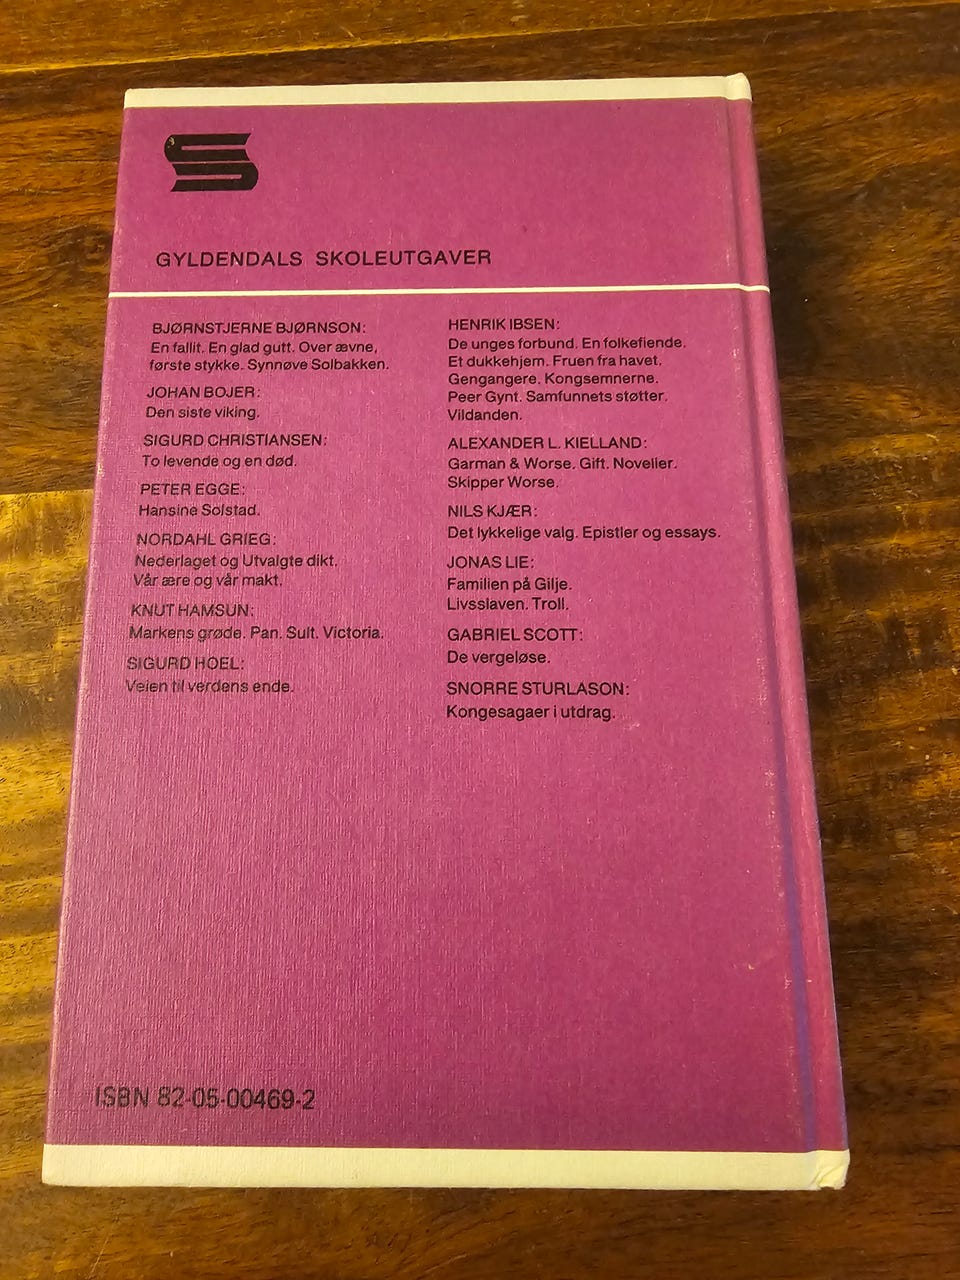 GYLDENDALS SKOLEUTGAVER
BJØRNSTJERNE BJØRNSON:
En fallit. En glad gutt. Over ævne,
første stykke. Synnøve Solbakken.
JOHAN BOJER:
Den siste viking.
SIGURD CHRISTIANSEN:
To levende og en død.
PETER EGGE:
Hansine Solstad.
NORDAHL GRIEG:
Nederlaget og Utvalgte dikt.
Vår ære og vår makt.
KNUT HAMSUN:
Markens grøde. Pan. Sult. Victoria.
SIGURD HOEL:
Veien til verdens ende.
HENRIK IBSEN:
De unges forbund. En folkefiende.
Et dukkehjem. Fruen fra havet.
Gengangere. Kongsemnerne.
Peer Gynt. Samfunnets støtter.
Vildanden.
ALEXANDER L. KIELLAND:
Garman & Worse. Gift. Noveller.
Skipper Worse.
NILS KJÆR:
Det lykkelige valg. Epistler og essays.
JONAS LIE:
Familien på Gilje.
Livsslaven. Troll.
GABRIEL SCOTT:
De vergeløse.
SNORRE STURLASON:
Kongesagaer i utdrag.
ISBN 82-05-00469-2